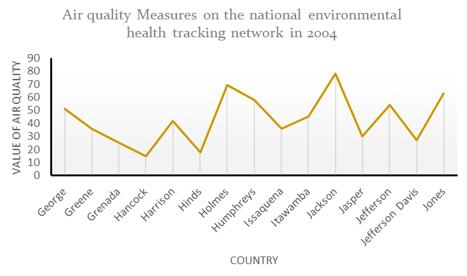 Air quality Measures on the national environmental
health tracking network in 2004
VALUE OF AIR QUALITY
90
80
70
60
50
40
30
20
10
0
George
Greene
Grenada
Hancock
Harrison
Hinds
Holmes
Humphreys
Issaquena
Itawamba
Jackson
Jasper
Jefferson
Jefferson Davis
Jones
COUNTRY